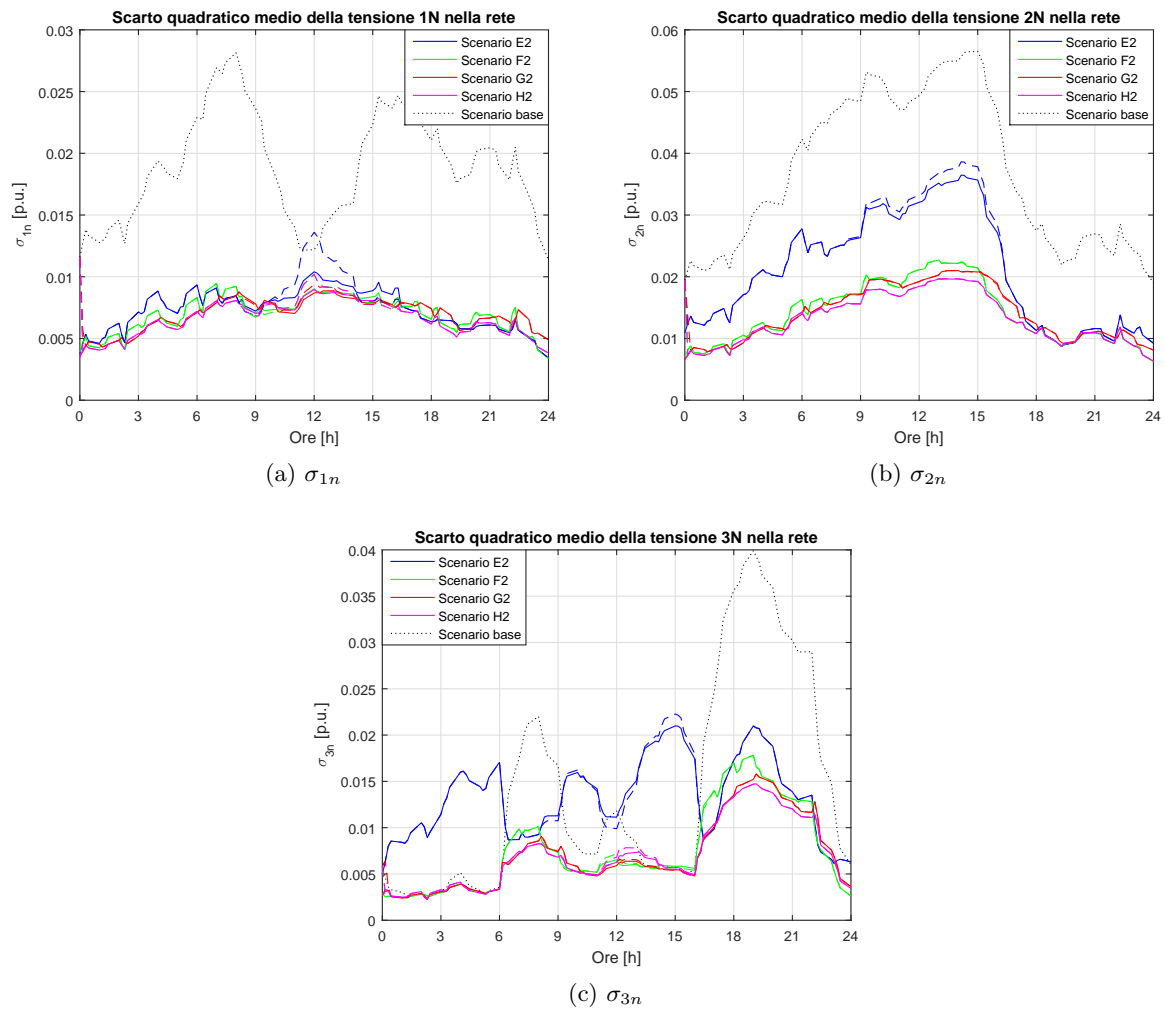 Scarto quadratico medio della tensione 1N nella rete
0.03
0.025
0.02
0.015
0.01
0.005
0
σ1n [p.u.]
Scenario E2
Scenario F2
Scenario G2
Scenario H2
Scenario base
0 3 6 9 12 15 18 21 24
Ore [h]
(a) σ1n
Scarto quadratico medio della tensione 2N nella rete
0.06
0.05
0.04
0.03
0.02
0.01
0
σ2n [p.u.]
Scenario E2
Scenario F2
Scenario G2
Scenario H2
Scenario base
0 3 6 9 12 15 18 21 24
Ore [h]
(b) σ2n
Scarto quadratico medio della tensione 3N nella rete
0.04
0.035
0.03
0.025
0.02
0.015
0.01
0.005
0
σ3n [p.u.]
Scenario E2
Scenario F2
Scenario G2
Scenario H2
Scenario base
0 3 6 9 12 15 18 21 24
Ore [h]
(c) σ3n